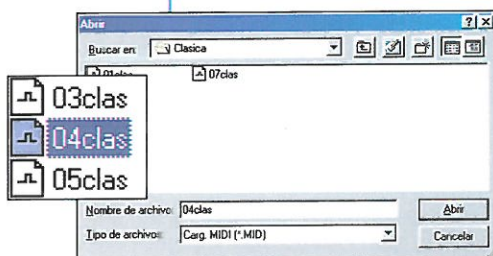 Abrir
Buscar en: Clasica
01clas 07clas
03clas
04clas
05clas
Nombre de archivo: 04clas Abrir
Tipo de archivos: Carg. MIDI (*.MID) Cancelar